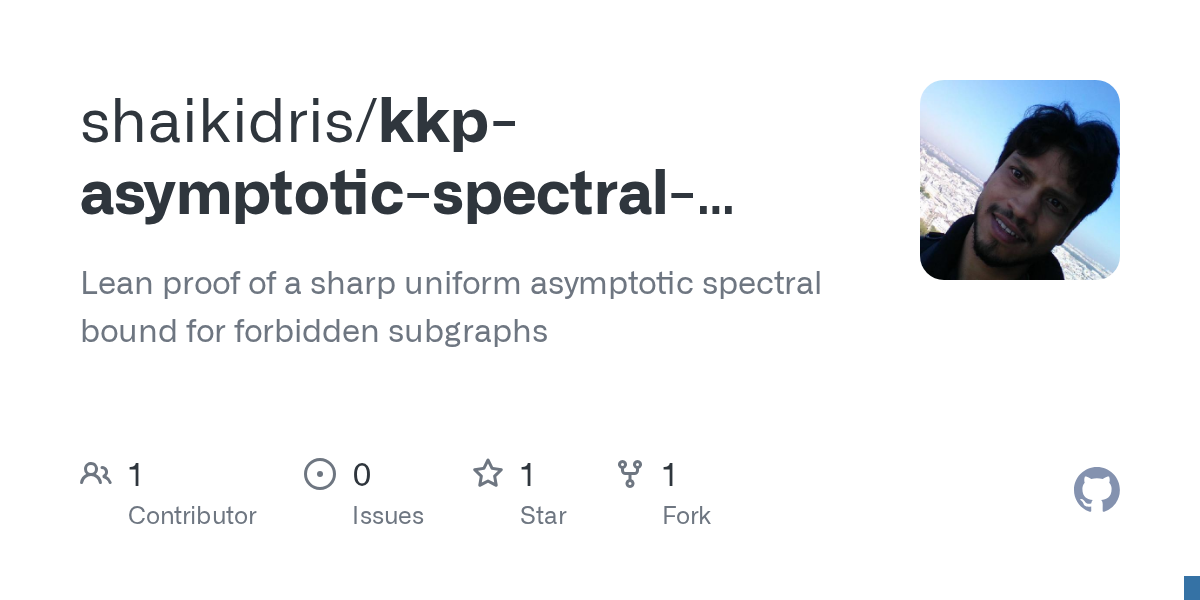 shaikidris/kkp-
asymptotic-spectral-...
Lean proof of a sharp uniform asymptotic spectral
bound for forbidden subgraphs
1 0 1 1
Contributor Issues Star Fork